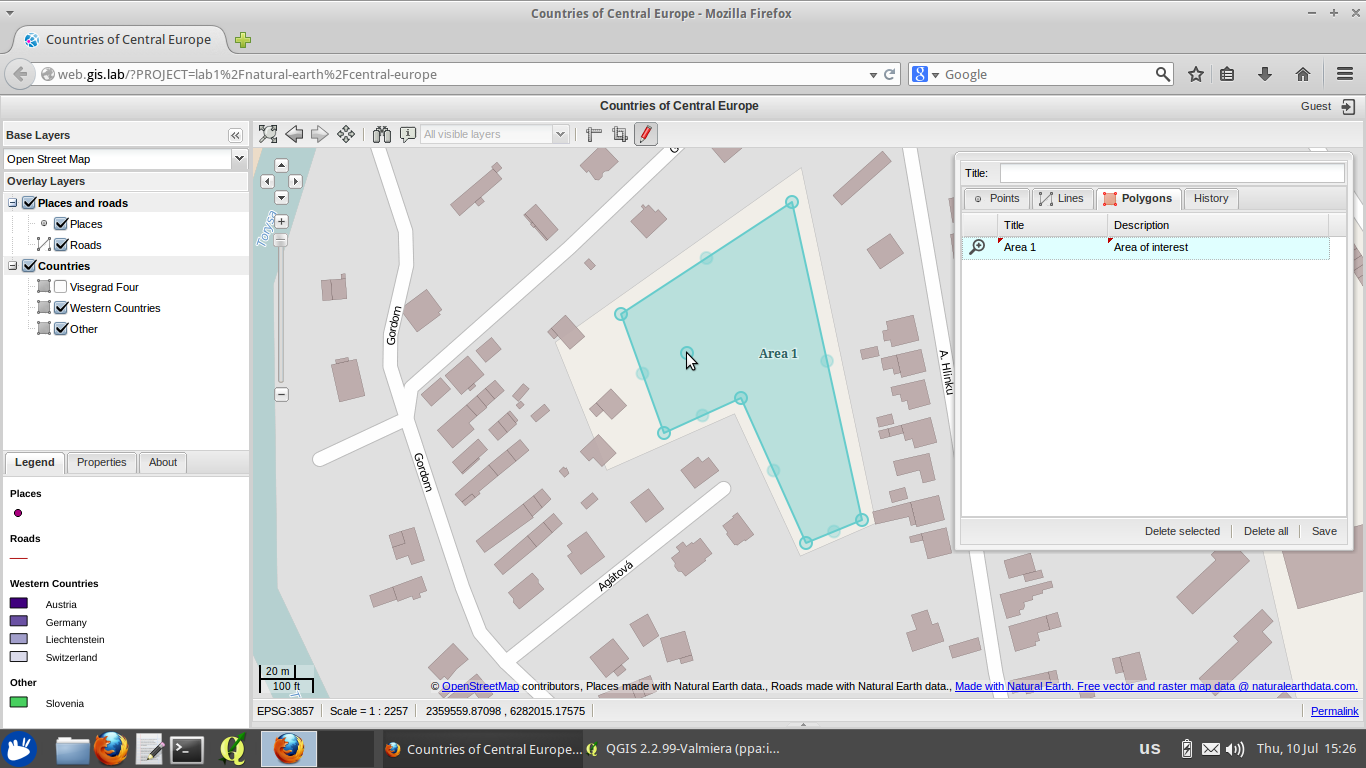 Countries of Central Europe - Mozilla Firefox
Countries of Central Europe
web.gis.lab/?PROJECT=lab1%2Fnatural-earth%2Fcentral-europe
Google
Countries of Central Europe
Guest
Base Layers
All visible layers
Open Street Map
Overlay Layers
Places and roads
Places
Roads
Countries
Visegrad Four
Western Countries
Other
Legend
Properties
About
Places
Roads
Western Countries
Austria
Germany
Liechtenstein
Switzerland
Other
Slovenia
Torysa
Gordom
Gordom
Agátová
A. Hlinku
Area 1
Title:
Points
Lines
Polygons
History
Title
Description
Area 1
Area of interest
Delete selected
Delete all
Save
20 m
100 ft
© OpenStreetMap contributors, Places made with Natural Earth data., Roads made with Natural Earth data., Made with Natural Earth. Free vector and raster map data @ naturalearthdata.com.
EPSG:3857
Scale = 1 : 2257
2359559.87098 , 6282015.17575
Permalink
Countries of Central Europe...
QGIS 2.2.99-Valmiera (ppa:i...
us
Thu, 10 Jul 15:26